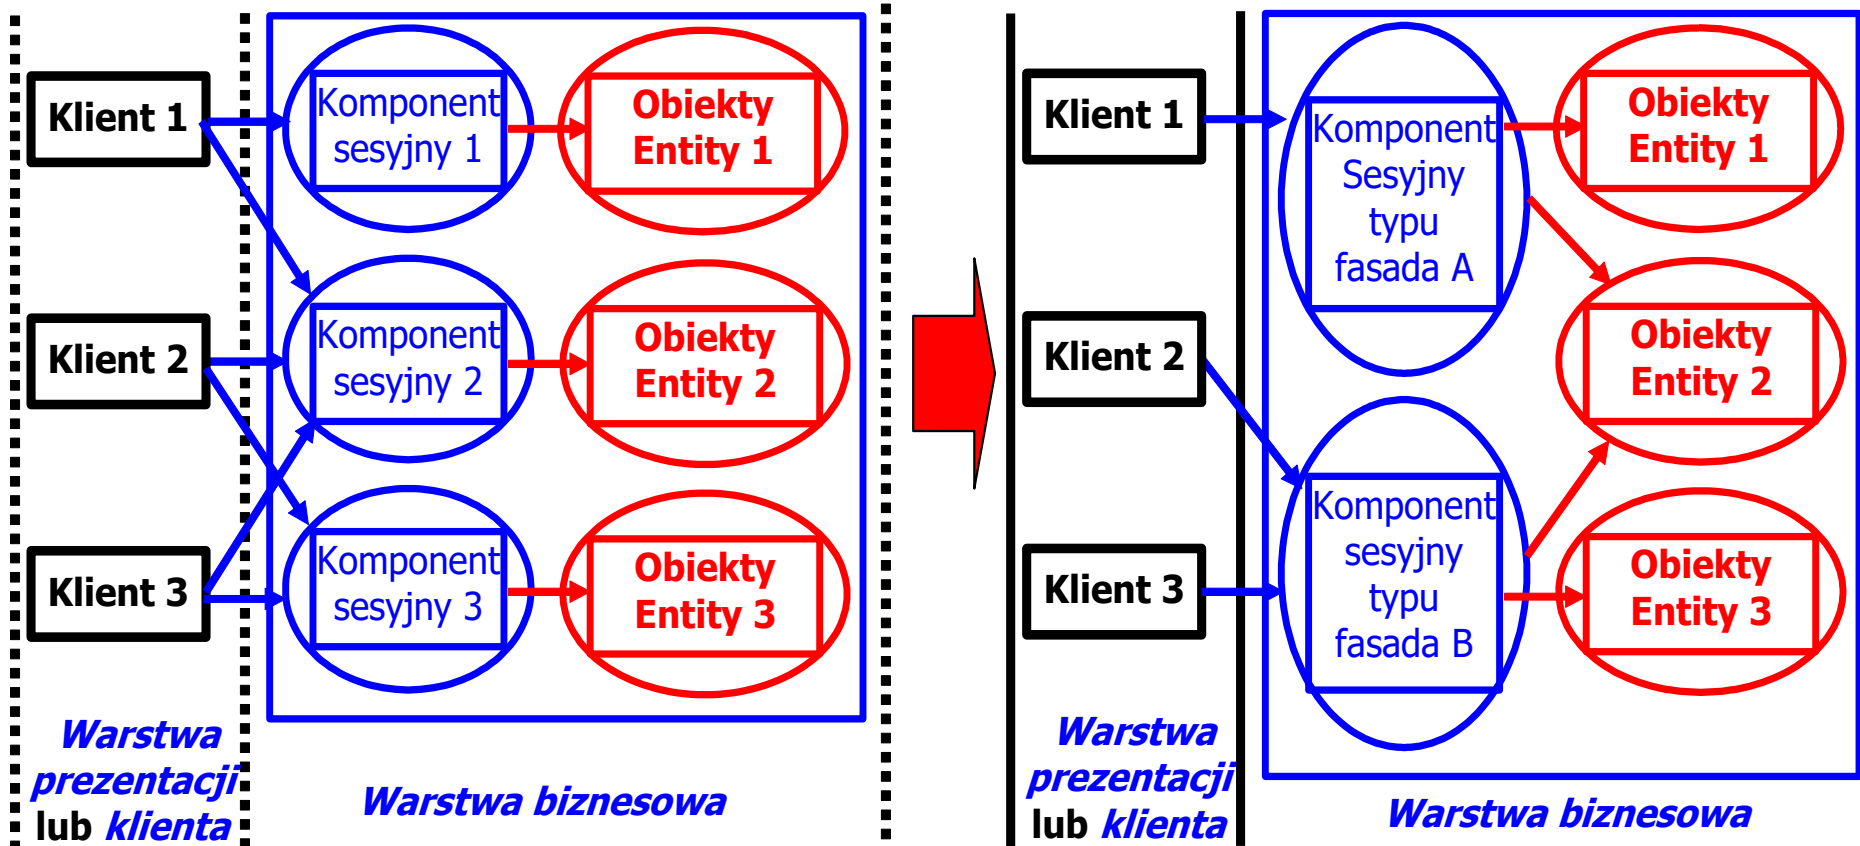 Klient 1
Komponent
sesyjny 1
Obiekty
Entity 1
Klient 2
Komponent
sesyjny 2
Obiekty
Entity 2
Klient 3
Komponent
sesyjny 3
Obiekty
Entity 3
Warstwa
prezentacji
lub klienta
Warstwa biznesowa
Klient 1
Komponent
Sesyjny
typu
fasada A
Obiekty
Entity 1
Klient 2
Obiekty
Entity 2
Klient 3
Komponent
sesyjny
typu
fasada B
Obiekty
Entity 3
Warstwa
prezentacji
lub klienta
Warstwa biznesowa